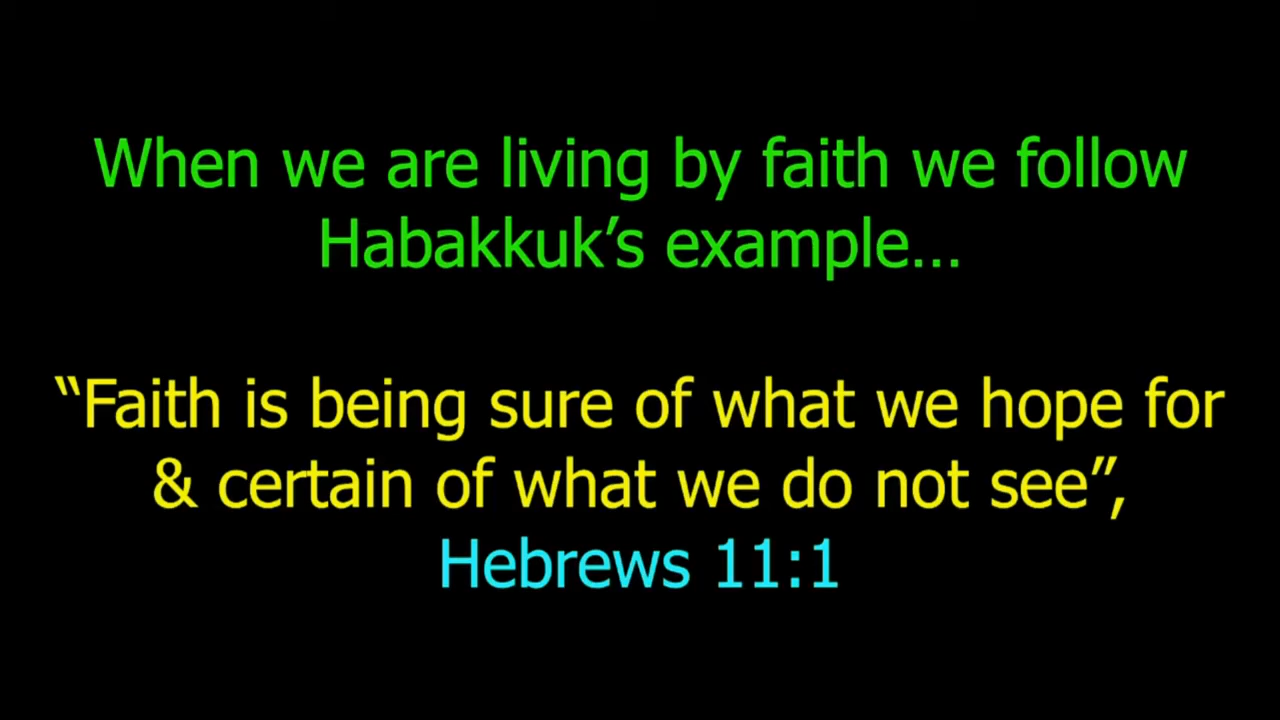 When we are living by faith we follow
Habakkuk’s example…
“Faith is being sure of what we hope for
& certain of what we do not see”,
Hebrews 11:1